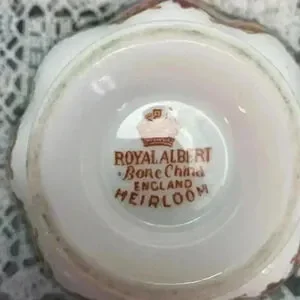 ROYAL ALBERT
Bone China
ENGLAND
HEIRLOOM